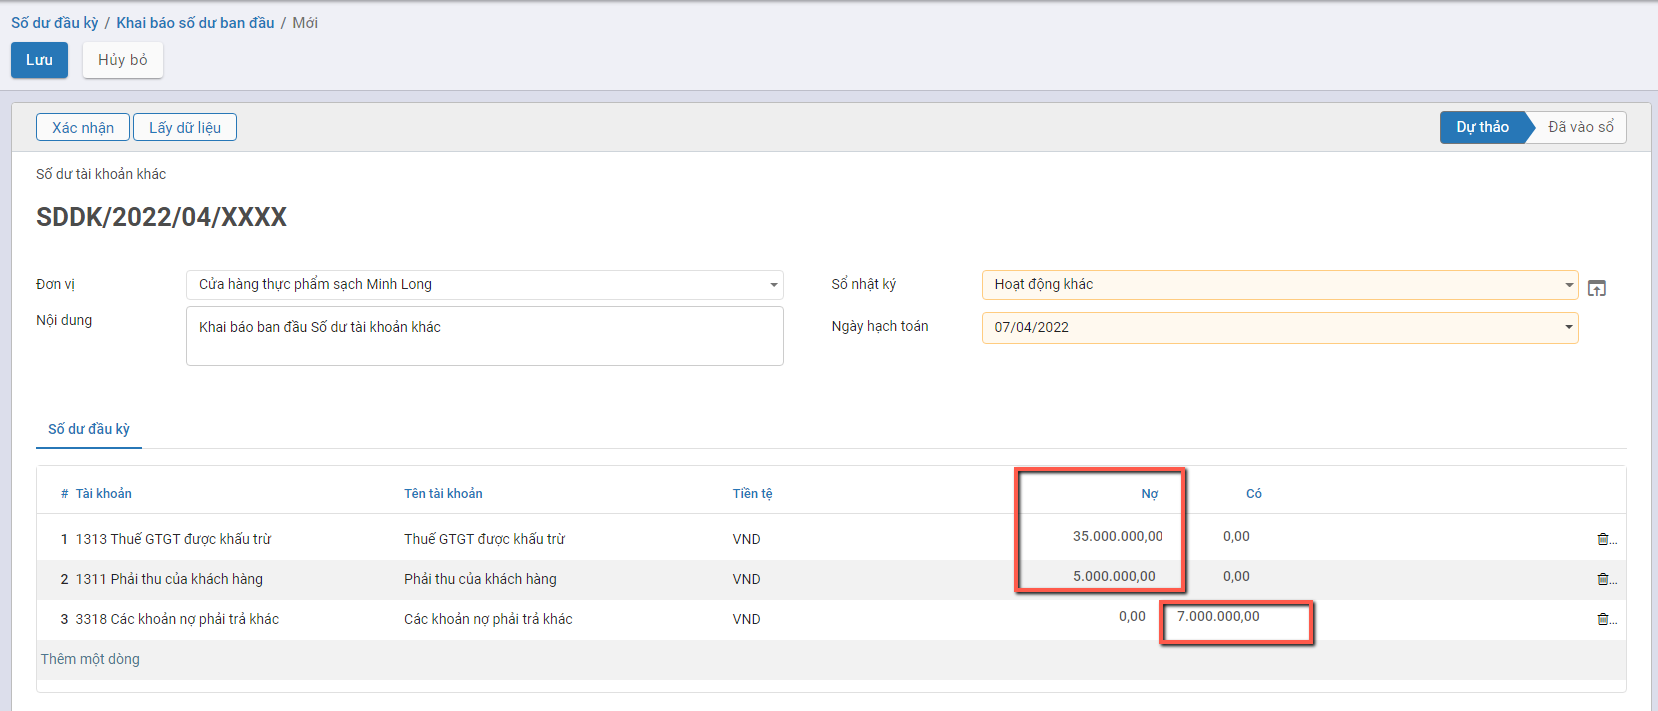 Số dư đầu kỳ / Khai báo số dư ban đầu / Mới
Lưu Hủy bỏ
Xác nhận Lấy dữ liệu Dự thảo Đã vào sổ
Số dư tài khoản khác
SDDK/2022/04/XXXX
Đơn vị Cửa hàng thực phẩm sạch Minh Long Sổ nhật ký Hoạt động khác
Nội dung Khai báo ban đầu Số dư tài khoản khác Ngày hạch toán 07/04/2022
Số dư đầu kỳ
# Tài khoản Tên tài khoản Tiền tệ Nợ Có
1 1313 Thuế GTGT được khấu trừ Thuế GTGT được khấu trừ VND 35.000.000,00 0,00 ...
2 1311 Phải thu của khách hàng Phải thu của khách hàng VND 5.000.000,00 0,00 ...
3 3318 Các khoản nợ phải trả khác Các khoản nợ phải trả khác VND 0,00 7.000.000,00 ...
Thêm một dòng